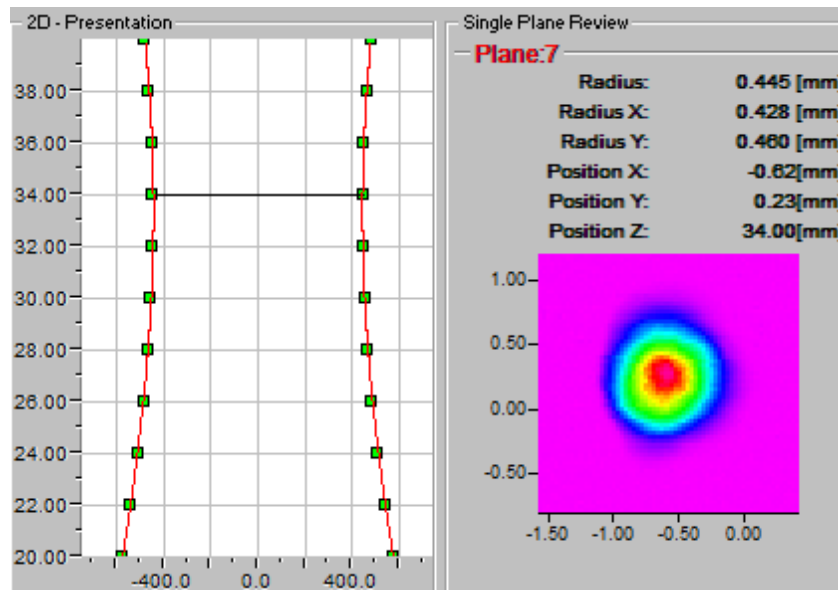 2D - Presentation
38.00
36.00
34.00
32.00
30.00
28.00
26.00
24.00
22.00
20.00
-400.0 0.0 400.0
Single Plane Review
Plane:7
Radius: 0.445 [mm]
Radius X: 0.428 [mm]
Radius Y: 0.460 [mm]
Position X: -0.62[mm]
Position Y: 0.23[mm]
Position Z: 34.00[mm]
1.00
0.50
0.00
-0.50
-1.50 -1.00 -0.50 0.00